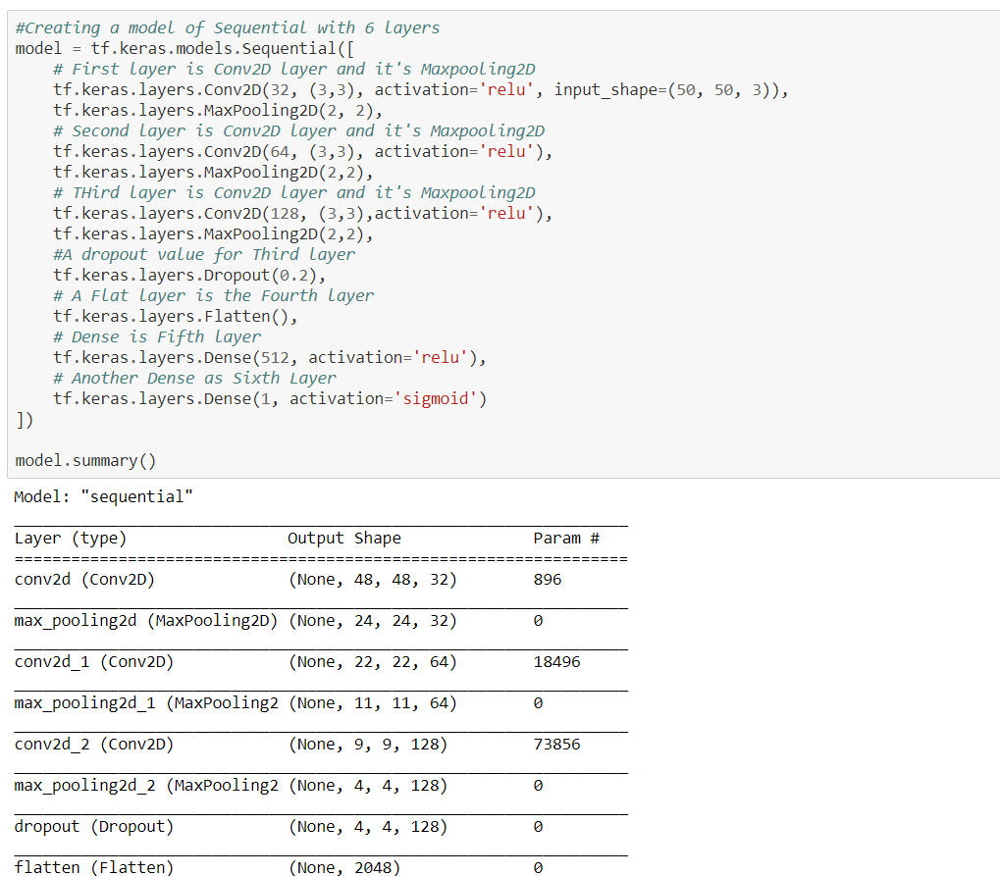 #Creating a model of Sequential with 6 layers
model = tf.keras.models.Sequential([
    # First layer is Conv2D layer and it's Maxpooling2D
    tf.keras.layers.Conv2D(32, (3,3), activation='relu', input_shape=(50, 50, 3)),
    tf.keras.layers.MaxPooling2D(2, 2),
    # Second layer is Conv2D layer and it's Maxpooling2D
    tf.keras.layers.Conv2D(64, (3,3), activation='relu'),
    tf.keras.layers.MaxPooling2D(2,2),
    # THird layer is Conv2D layer and it's Maxpooling2D
    tf.keras.layers.Conv2D(128, (3,3),activation='relu'),
    tf.keras.layers.MaxPooling2D(2,2),
    #A dropout value for Third layer
    tf.keras.layers.Dropout(0.2),
    # A Flat layer is the Fourth layer
    tf.keras.layers.Flatten(),
    # Dense is Fifth layer
    tf.keras.layers.Dense(512, activation='relu'),
    # Another Dense as Sixth Layer
    tf.keras.layers.Dense(1, activation='sigmoid')
])
model.summary()
Model: "sequential"
Layer (type) Output Shape Param #
conv2d (Conv2D) (None, 48, 48, 32) 896
max_pooling2d (MaxPooling2D) (None, 24, 24, 32) 0
conv2d_1 (Conv2D) (None, 22, 22, 64) 18496
max_pooling2d_1 (MaxPooling2 (None, 11, 11, 64) 0
conv2d_2 (Conv2D) (None, 9, 9, 128) 73856
max_pooling2d_2 (MaxPooling2 (None, 4, 4, 128) 0
dropout (Dropout) (None, 4, 4, 128) 0
flatten (Flatten) (None, 2048) 0